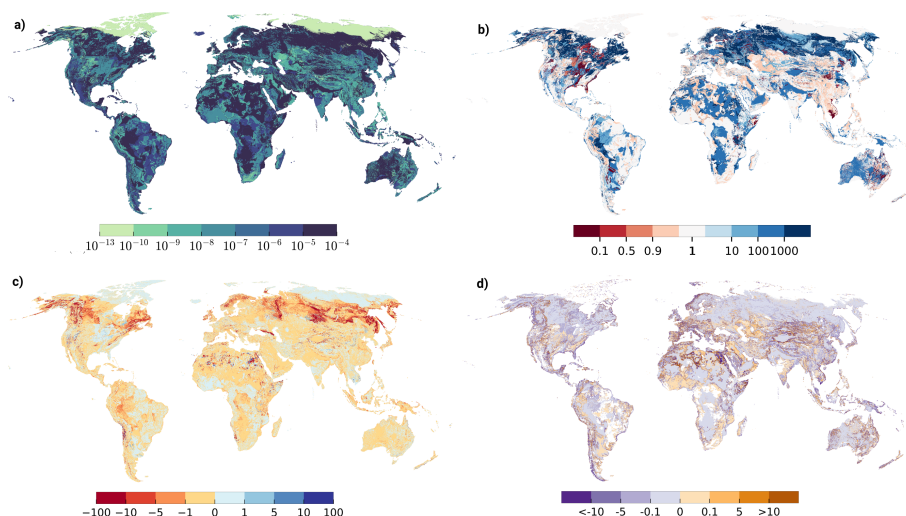 a)
b)
10⁻¹³ 10⁻¹⁰ 10⁻⁹ 10⁻⁸ 10⁻⁷ 10⁻⁶ 10⁻⁵ 10⁻⁴
0.1 0.5 0.9 1 10 100 1000
c)
d)
−100 −10 −5 −1 0 1 5 10 100
<-10 -5 -0.1 0 0.1 5 >10